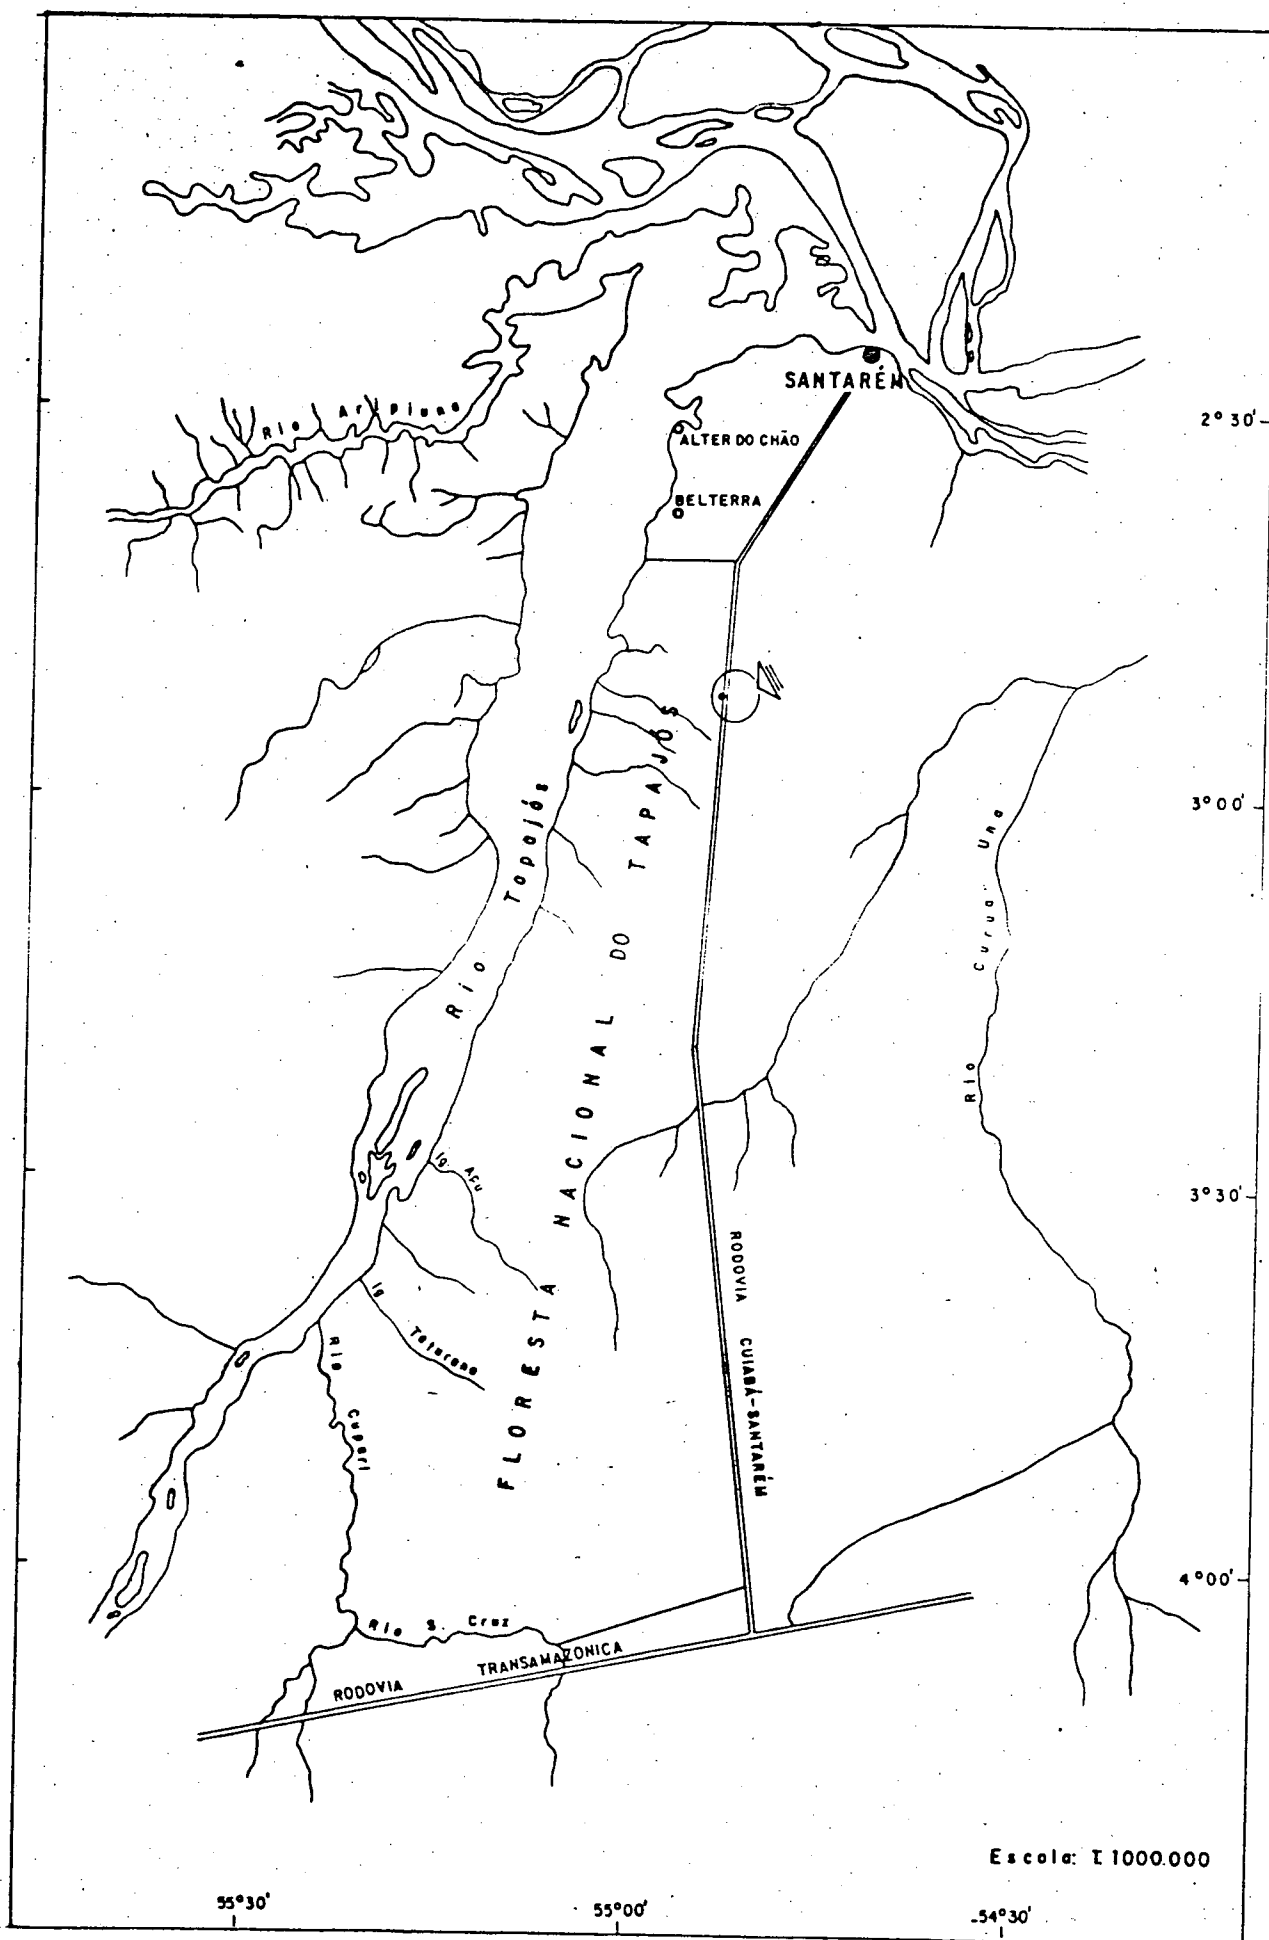 SANTARÉM
Rio Aripiuns
2°30'
ALTER DO CHÃO
BELTERRA
3°00'
Rio Tapajós
FLORESTA NACIONAL DO TAPAJÓS
Rio Curuá Una
Ig. Açu
3°30'
RODOVIA CUIABÁ-SANTARÉM
Ig.
Rio Cupari
4°00'
Rio S. Cruz
RODOVIA TRANSAMAZONICA
Escala: 1:1000.000
55°30'
55°00'
54°30'